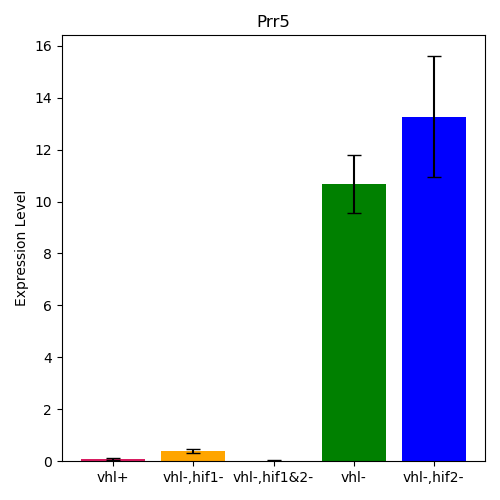 Prr5
Expression Level
16
14
12
10
8
6
4
2
0
vhl+
vhl-,hif1-
vhl-,hif1&2-
vhl-
vhl-,hif2-